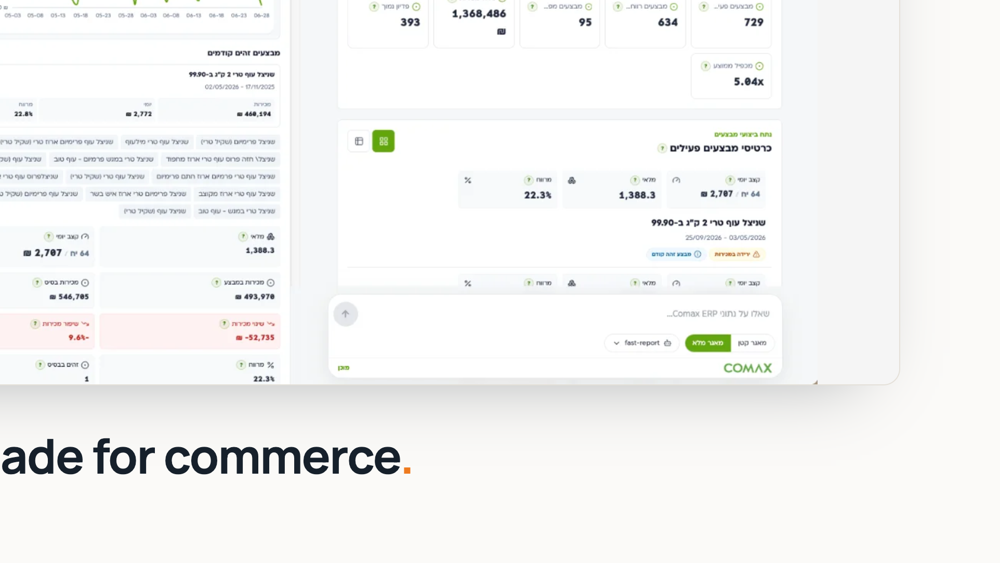 מבצעים פעי...
729
מבצעים רווח...
634
מבצעים מפ...
95
1,368,486
₪
פדיון נמוך
393
מכפיל ממוצע
5.04x
נתח ביצועי מבצעים
כרטיסי מבצעים פעילים
קצב יומי
64 יח' / 2,707 ₪
מלאי
1,388.3
מרווח
22.3%
שניצל עוף טרי 2 ק"ג ב-99.90
25/09/2026 - 03/05/2026
ירידה במכירות
מבצע זהה קודם
קצב יומי
מלאי
מרווח
שאלו על נתוני Comax ERP...
מאגר קטן
מאגר מלא
fast-report
COMAX
מוכן
05-03 05-08 05-13 05-18 05-23 05-28 06-03 06-08 06-13 06-18 06-23 06-28
מבצעים זהים קודמים
שניצל עוף טרי 2 ק"ג ב-99.90
02/05/2026 - 17/11/2025
מכירות
460,194 ₪
יומי
2,772 ₪
מרווח
22.8%
שניצל פרימיום (שקיל טרי) שניצל עוף טרי מילעוף שניצל עוף פרימיום ארוז טרי (שקיל טרי)
שניצל\ חזה פרוס עוף טרי ארוז מחפוד שניצל טרי במגש פרמיום - עוף טוב שניצל עוף (שק
שניצל עוף טרי פרמיום ארוז חתם פרימיום שניצל עוף טרי (שקיל טרי) שניצלפרוס עוף טרי
שניצל עוף טרי ארוז מקוצב שניצל פרימיום טרי ארוז איש בשר שניצל עוף פרימיום (שקיל ט
שניצל טרי במגש - עוף טוב שניצל עוף (שקיל טרי)
מלאי
1,388.3
קצב יומי
64 יח' / 2,707 ₪
מכירות במבצע
493,970 ₪
מכירות בסיס
546,705 ₪
שינוי מכירות
-52,735 ₪
שיפור מכירות
-9.6%
מרווח
22.3%
זהים בבסיס
1
ade for commerce.